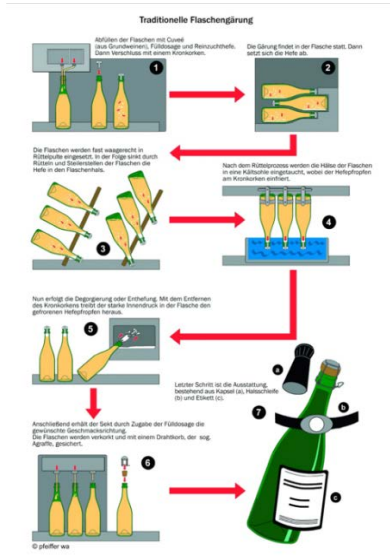 Traditionelle Flaschengärung
Abfüllen der Flaschen mit Cuveé
(aus Grundweinen), Fülldosage und Reinzuchthefe.
Dann Verschluss mit einem Kronkorken.
1
Die Gärung findet in der Flasche statt. Dann
setzt sich die Hefe ab.
2
Die Flaschen werden fast waagerecht in
Rüttelpulte eingesetzt. In der Folge sinkt durch
Rütteln und Steilerstellen der Flaschen die
Hefe in den Flaschenhals.
3
Nach dem Rüttelprozess werden die Hälse der Flaschen
in eine Kältsohle eingetaucht, wobei der Hefepfropfen
am Kronkorken einfriert.
4
Nun erfolgt die Degorgierung oder Enthefung. Mit dem Entfernen
des Kronkorkens treibt der starke Innendruck in der Flasche den
gefrorenen Hefepfropfen heraus.
5
Anschließend erhält der Sekt durch Zugabe der Fülldosage die
gewünschte Geschmacksrichtung.
Die Flaschen werden verkorkt und mit einem Drahtkorb, der sog.
Agraffe, gesichert.
6
Letzter Schritt ist die Ausstattung,
bestehend aus Kapsel (a), Halsschleife
(b) und Etikett (c).
7
a
b
c
© pfeiffer wa